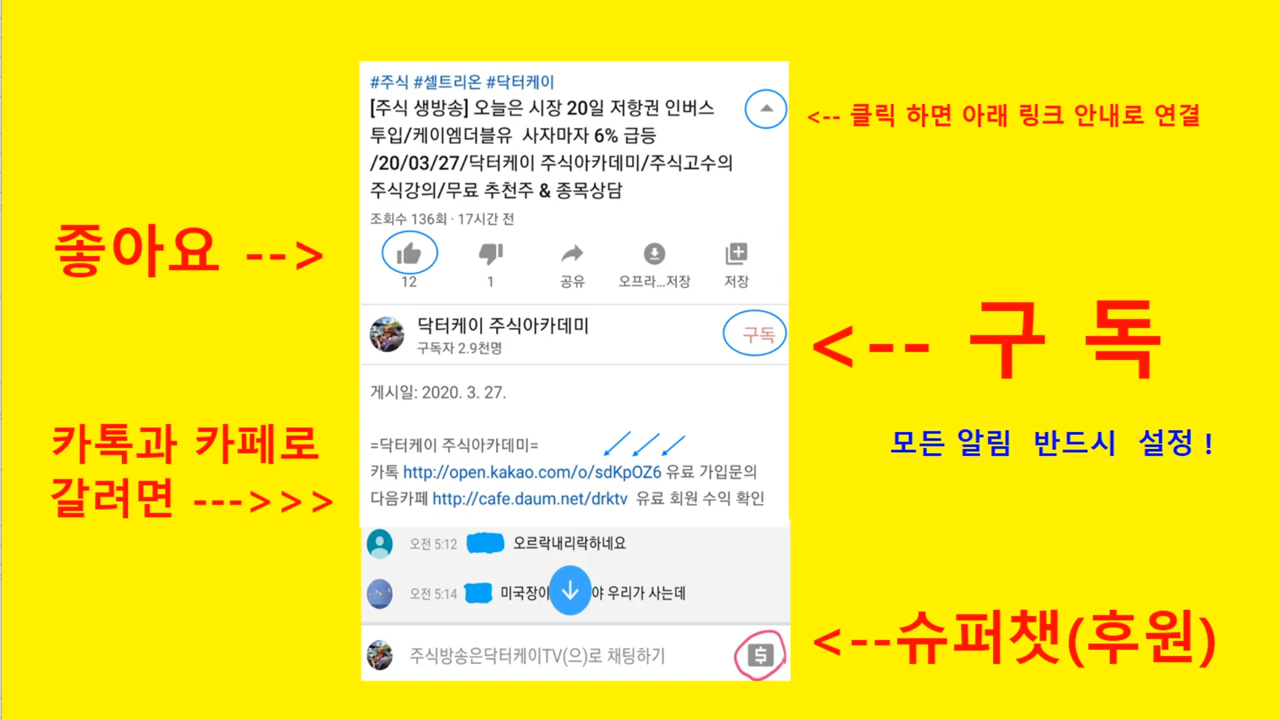 #주식 #셀트리온 #닥터케이
[주식 생방송] 오늘은 시장 20일 저항권 인버스
투입/케이엠더블유 사자마자 6% 급등
/20/03/27/닥터케이 주식아카데미/주식고수의
주식강의/무료 추천주 & 종목상담
조회수 136회 · 17시간 전
<-- 클릭 하면 아래 링크 안내로 연결
좋아요 -->
12
1
공유
오프라...저장
저장
닥터케이 주식아카데미
구독자 2.9천명
구독
<-- 구 독
모든 알림 반드시 설정 !
게시일: 2020. 3. 27.
카톡과 카페로
갈려면 --->>>
=닥터케이 주식아카데미=
카톡 http://open.kakao.com/o/sdKpOZ6 유료 가입문의
다음카페 http://cafe.daum.net/drktv 유료 회원 수익 확인
오전 5:12 오르락내리락하네요
오전 5:14 미국장이 야 우리가 사는데
주식방송은닥터케이TV(으)로 채팅하기
<--슈퍼챗(후원)